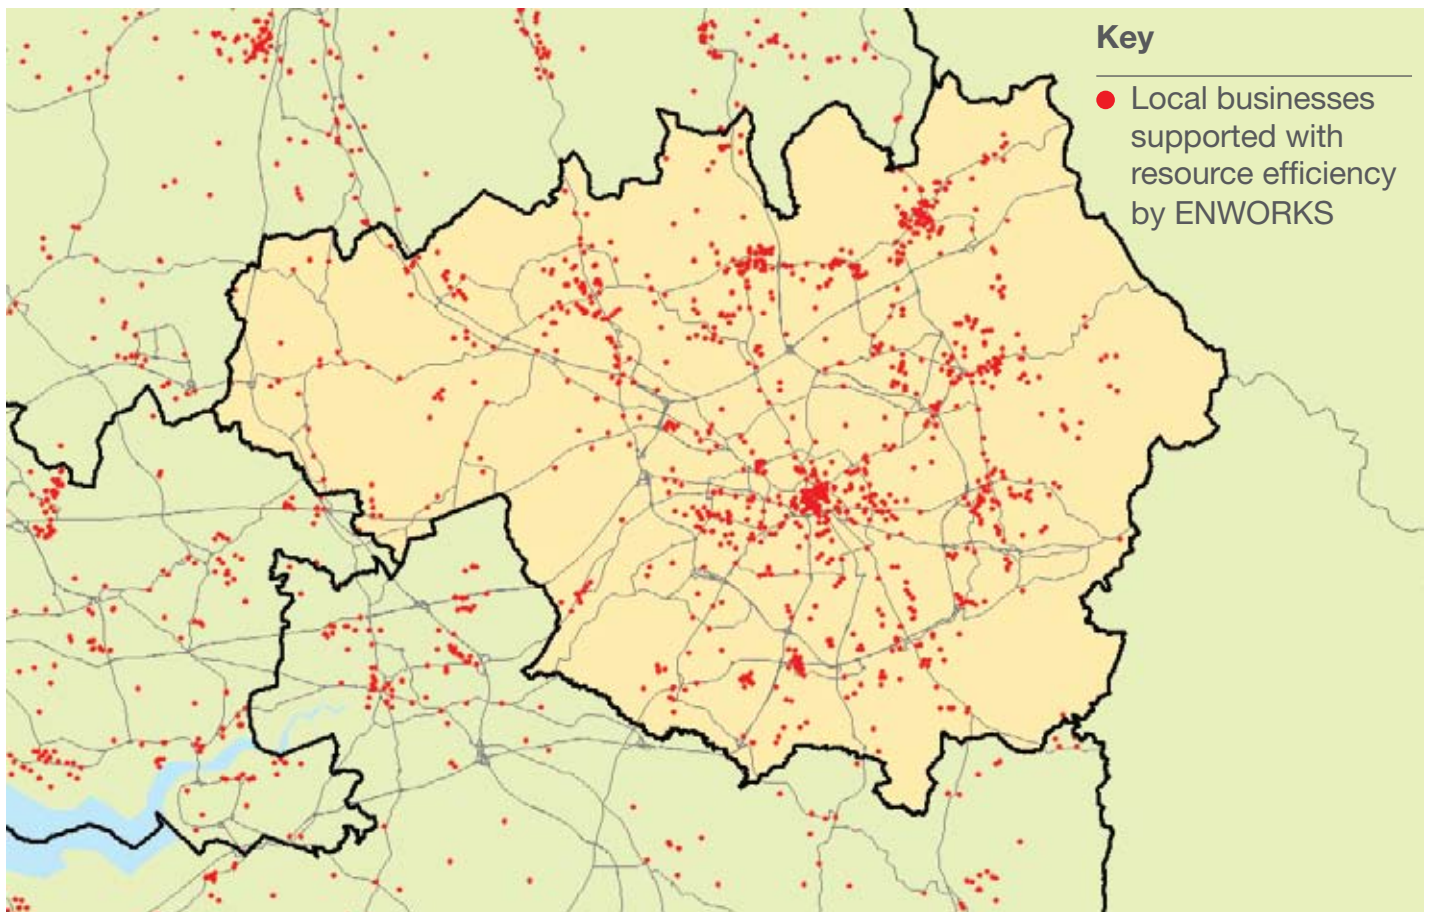 Key
Local businesses
supported with
resource efficiency
by ENWORKS